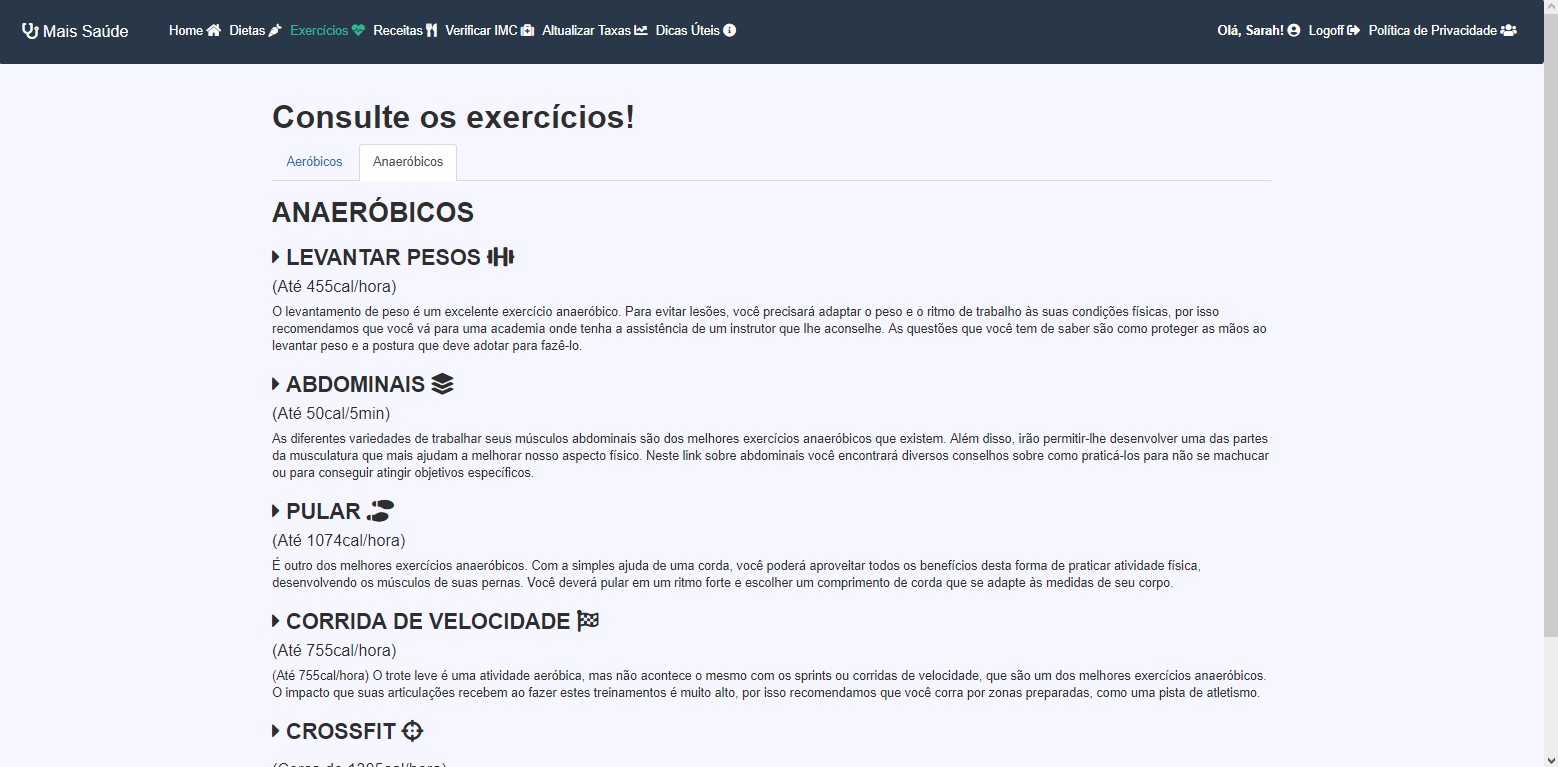 Mais Saúde Home Dietas Exercícios Receitas Verificar IMC Altualizar Taxas Dicas Úteis Olá, Sarah! Logoff Política de Privacidade
Consulte os exercícios!
Aeróbicos Anaeróbicos
ANAERÓBICOS
LEVANTAR PESOS
(Até 455cal/hora)
O levantamento de peso é um excelente exercício anaeróbico. Para evitar lesões, você precisará adaptar o peso e o ritmo de trabalho às suas condições físicas, por isso
recomendamos que você vá para uma academia onde tenha a assistência de um instrutor que lhe aconselhe. As questões que você tem de saber são como proteger as mãos ao
levantar peso e a postura que deve adotar para fazê-lo.
ABDOMINAIS
(Até 50cal/5min)
As diferentes variedades de trabalhar seus músculos abdominais são dos melhores exercícios anaeróbicos que existem. Além disso, irão permitir-lhe desenvolver uma das partes
da musculatura que mais ajudam a melhorar nosso aspecto físico. Neste link sobre abdominais você encontrará diversos conselhos sobre como praticá-los para não se machucar
ou para conseguir atingir objetivos específicos.
PULAR
(Até 1074cal/hora)
É outro dos melhores exercícios anaeróbicos. Com a simples ajuda de uma corda, você poderá aproveitar todos os benefícios desta forma de praticar atividade física,
desenvolvendo os músculos de suas pernas. Você deverá pular em um ritmo forte e escolher um comprimento de corda que se adapte às medidas de seu corpo.
CORRIDA DE VELOCIDADE
(Até 755cal/hora)
(Até 755cal/hora) O trote leve é uma atividade aeróbica, mas não acontece o mesmo com os sprints ou corridas de velocidade, que são um dos melhores exercícios anaeróbicos.
O impacto que suas articulações recebem ao fazer estes treinamentos é muito alto, por isso recomendamos que você corra por zonas preparadas, como uma pista de atletismo.
CROSSFIT